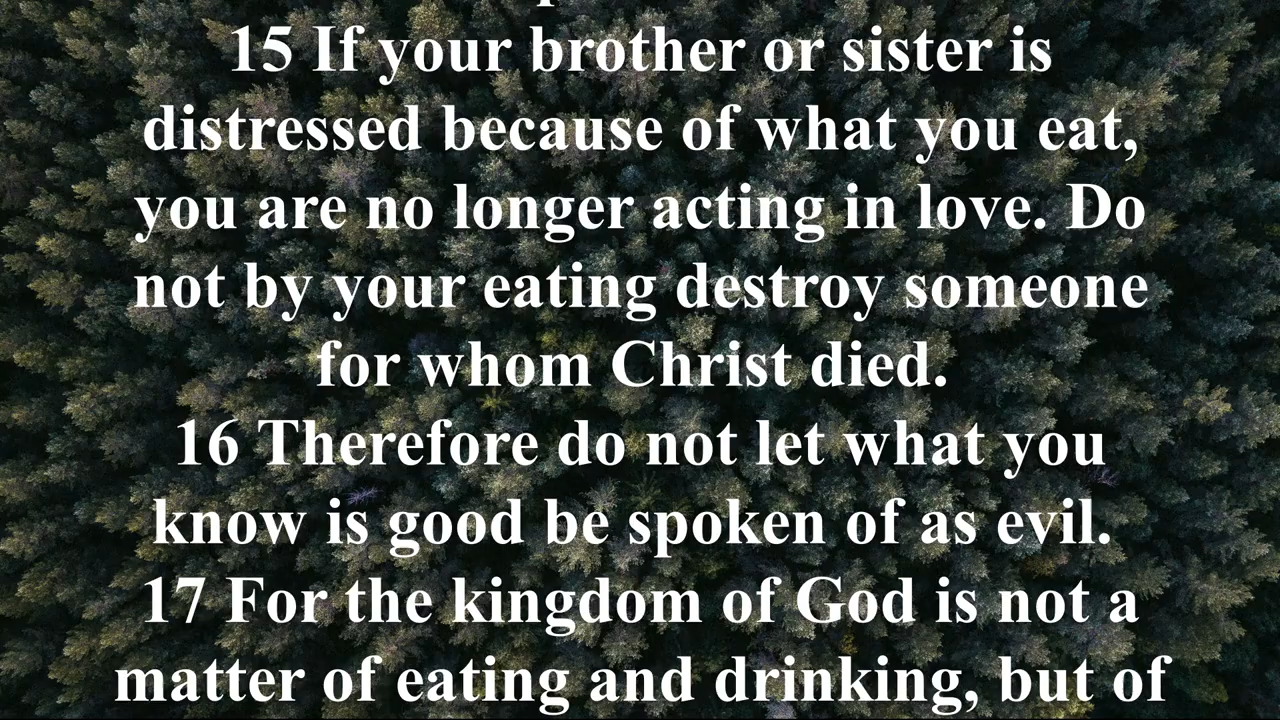 15 If your brother or sister is
distressed because of what you eat,
you are no longer acting in love. Do
not by your eating destroy someone
for whom Christ died.
16 Therefore do not let what you
know is good be spoken of as evil.
17 For the kingdom of God is not a
matter of eating and drinking, but of